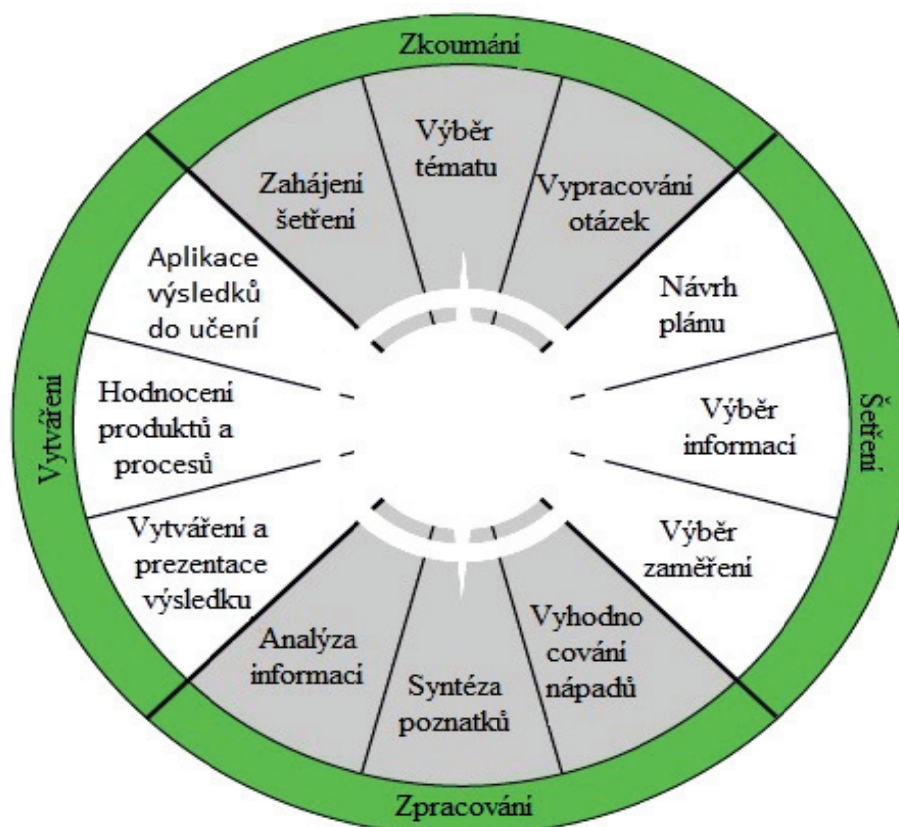 Zkoumání
Zahájení
šetření
Výběr
tématu
Vypracování
otázek
Šetření
Návrh
plánu
Výběr
informací
Výběr
zaměření
Zpracování
Vyhodno
cování
nápadů
Syntéza
poznatků
Analýza
informací
Vytváření
Vytváření a
prezentace
výsledku
Hodnocení
produktů a
procesů
Aplikace
výsledků
do učení